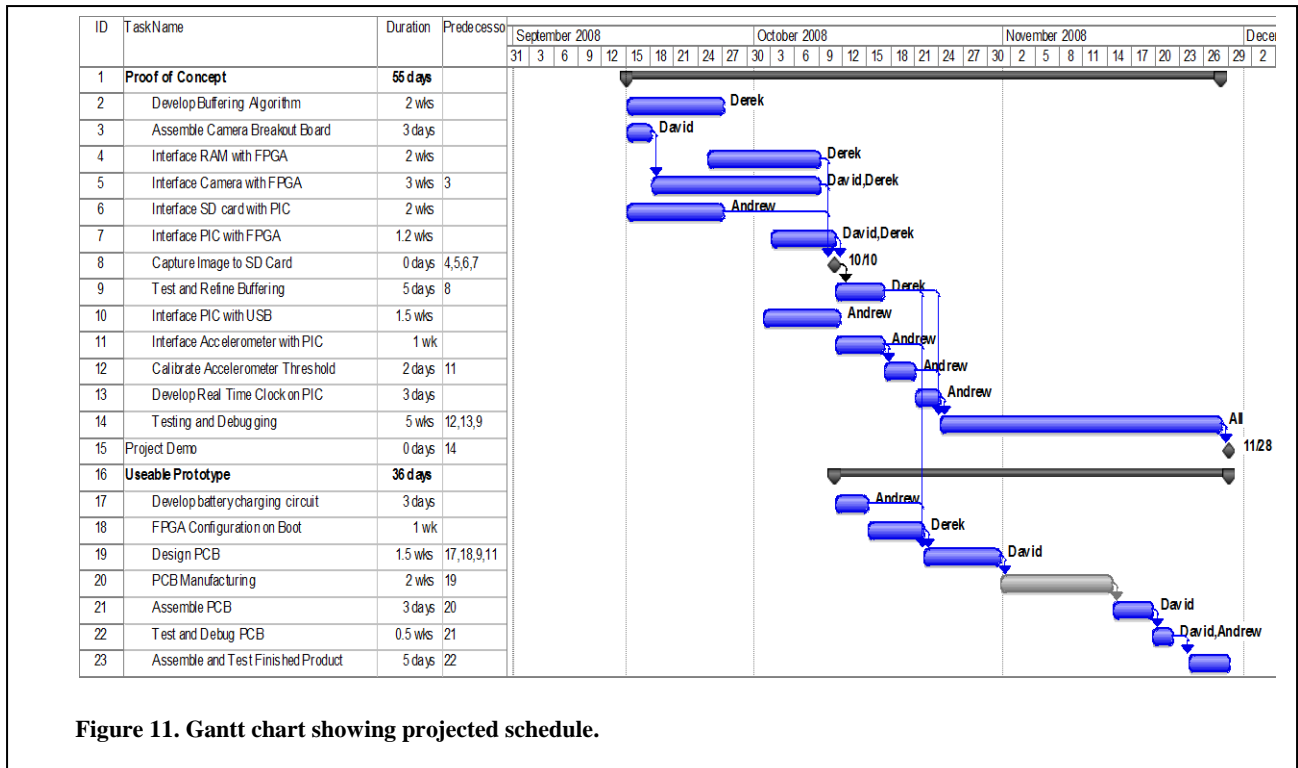 ID TaskName Duration Predecesso September 2008 October 2008 November 2008 Decem
31 3 6 9 12 15 18 21 24 27 30 3 6 9 12 15 18 21 24 27 30 2 5 8 11 14 17 20 23 26 29 2
1 Proof of Concept 55 days
2 Develop Buffering Algorithm 2 wks Derek
3 Assemble Camera Breakout Board 3 days David
4 Interface RAM with FPGA 2 wks Derek
5 Interface Camera with FPGA 3 wks 3 David,Derek
6 Interface SD card with PIC 2 wks Andrew
7 Interface PIC with FPGA 1.2 wks David,Derek
8 Capture Image to SD Card 0 days 4,5,6,7 10/10
9 Test and Refine Buffering 5 days 8 Derek
10 Interface PIC with USB 1.5 wks Andrew
11 Interface Accelerometer with PIC 1 wk Andrew
12 Calibrate Accelerometer Threshold 2 days 11 Andrew
13 Develop Real Time Clock on PIC 3 days Andrew
14 Testing and Debugging 5 wks 12,13,9 All
15 Project Demo 0 days 14 11/28
16 Useable Prototype 36 days
17 Develop battery charging circuit 3 days Andrew
18 FPGA Configuration on Boot 1 wk Derek
19 Design PCB 1.5 wks 17,18,9,11 David
20 PCB Manufacturing 2 wks 19
21 Assemble PCB 3 days 20 David
22 Test and Debug PCB 0.5 wks 21 David,Andrew
23 Assemble and Test Finished Product 5 days 22
Figure 11. Gantt chart showing projected schedule.